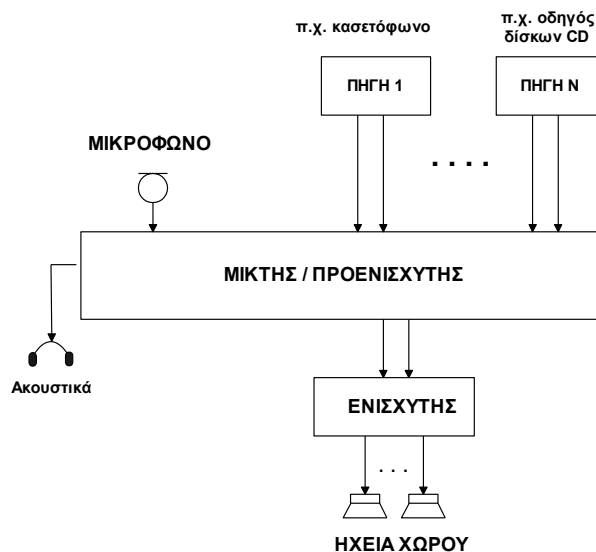 π.χ. κασετόφωνο
π.χ. οδηγός
δίσκων CD
ΠΗΓΗ 1
ΠΗΓΗ Ν
ΜΙΚΡΟΦΩΝΟ
. . . .
ΜΙΚΤΗΣ / ΠΡΟΕΝΙΣΧΥΤΗΣ
Ακουστικά
ΕΝΙΣΧΥΤΗΣ
. . .
ΗΧΕΙΑ ΧΩΡΟΥ